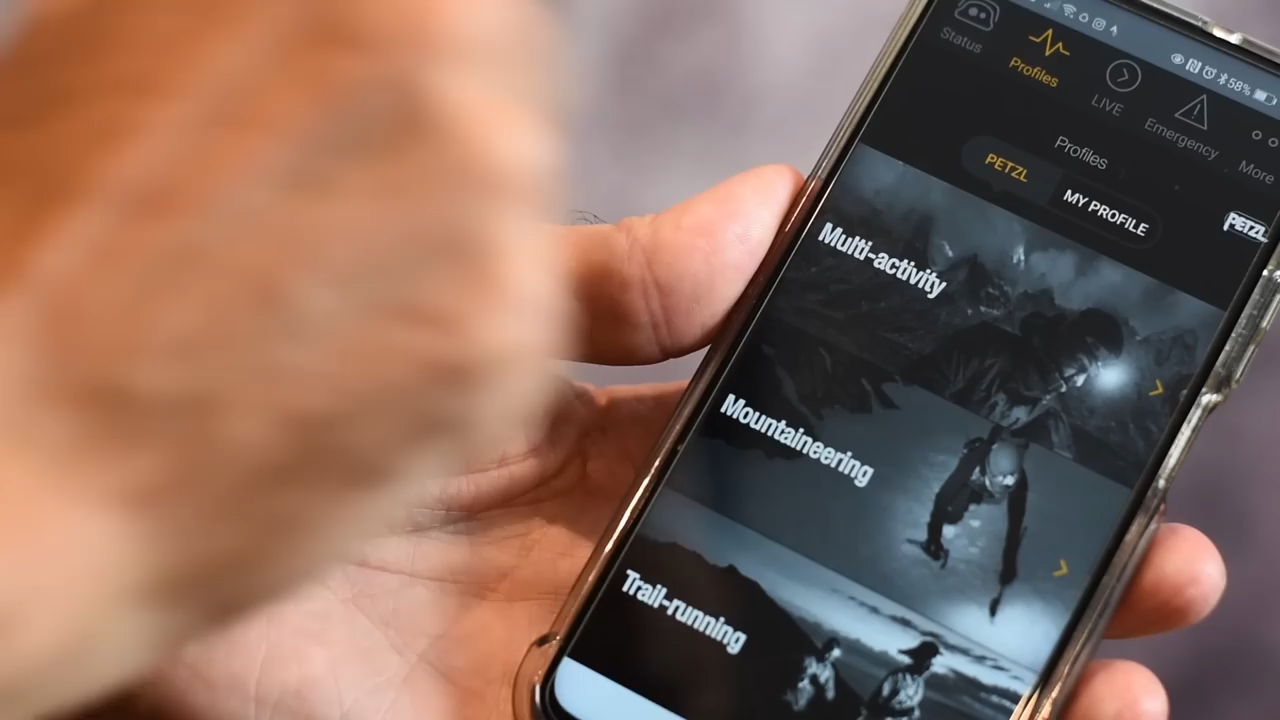 58%
Status
Profiles
LIVE
Emergency
More
Profiles
PETZL
MY PROFILE
PETZL
Multi-activity
Mountaineering
Trail-running